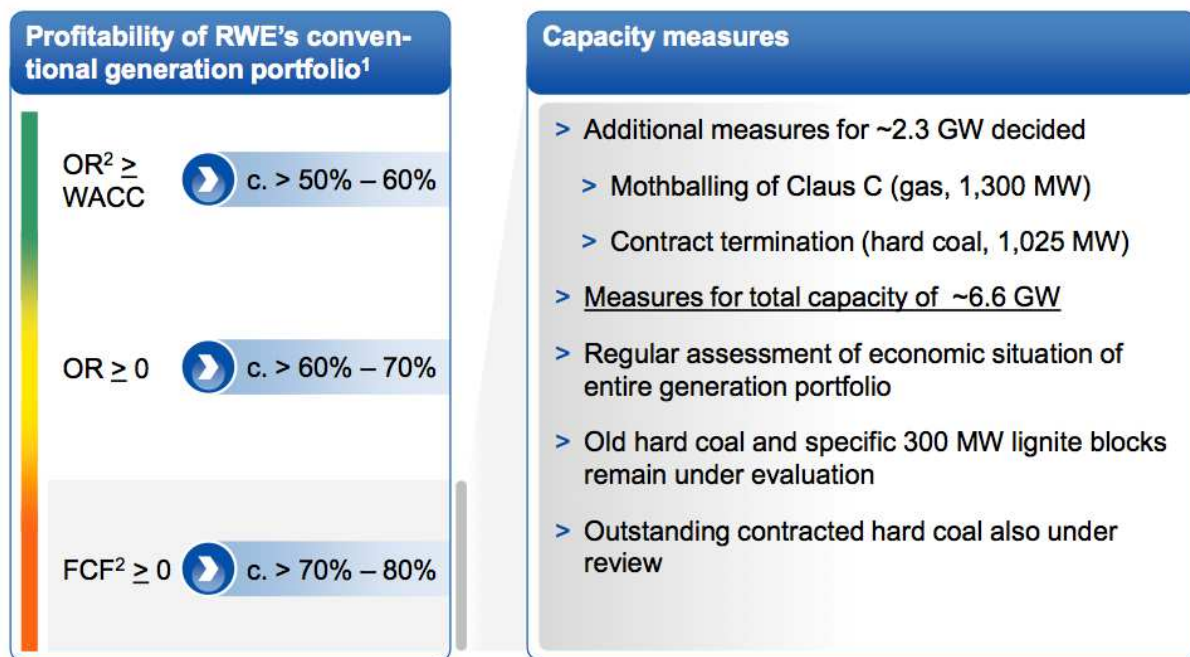 Profitability of RWE's conven-
tional generation portfolio¹
OR² ≥
WACC
c. > 50% – 60%
OR ≥ 0
c. > 60% – 70%
FCF² ≥ 0
c. > 70% – 80%
Capacity measures
> Additional measures for ~2.3 GW decided
> Mothballing of Claus C (gas, 1,300 MW)
> Contract termination (hard coal, 1,025 MW)
> Measures for total capacity of ~6.6 GW
> Regular assessment of economic situation of
entire generation portfolio
> Old hard coal and specific 300 MW lignite blocks
remain under evaluation
> Outstanding contracted hard coal also under
review